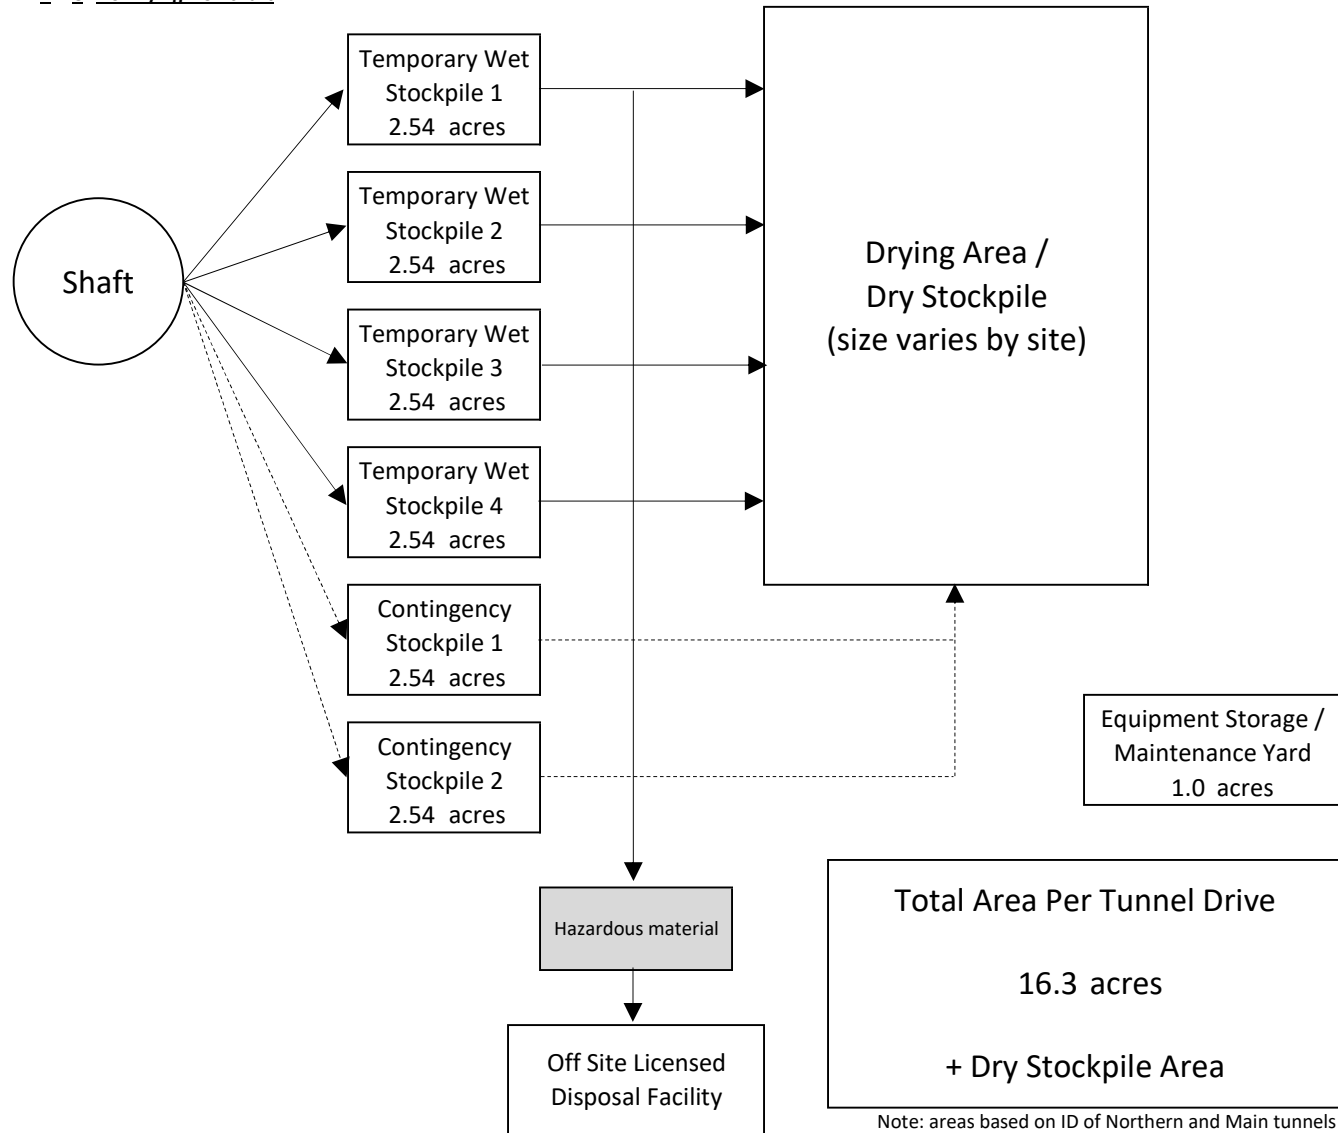 Temporary Wet
Stockpile 1
2.54 acres
Temporary Wet
Stockpile 2
2.54 acres
Shaft
Temporary Wet
Stockpile 3
2.54 acres
Temporary Wet
Stockpile 4
2.54 acres
Contingency
Stockpile 1
2.54 acres
Contingency
Stockpile 2
2.54 acres
Drying Area /
Dry Stockpile
(size varies by site)
Equipment Storage /
Maintenance Yard
1.0 acres
Hazardous material
Off Site Licensed
Disposal Facility
Total Area Per Tunnel Drive
16.3 acres
+ Dry Stockpile Area
Note: areas based on ID of Northern and Main tunnels